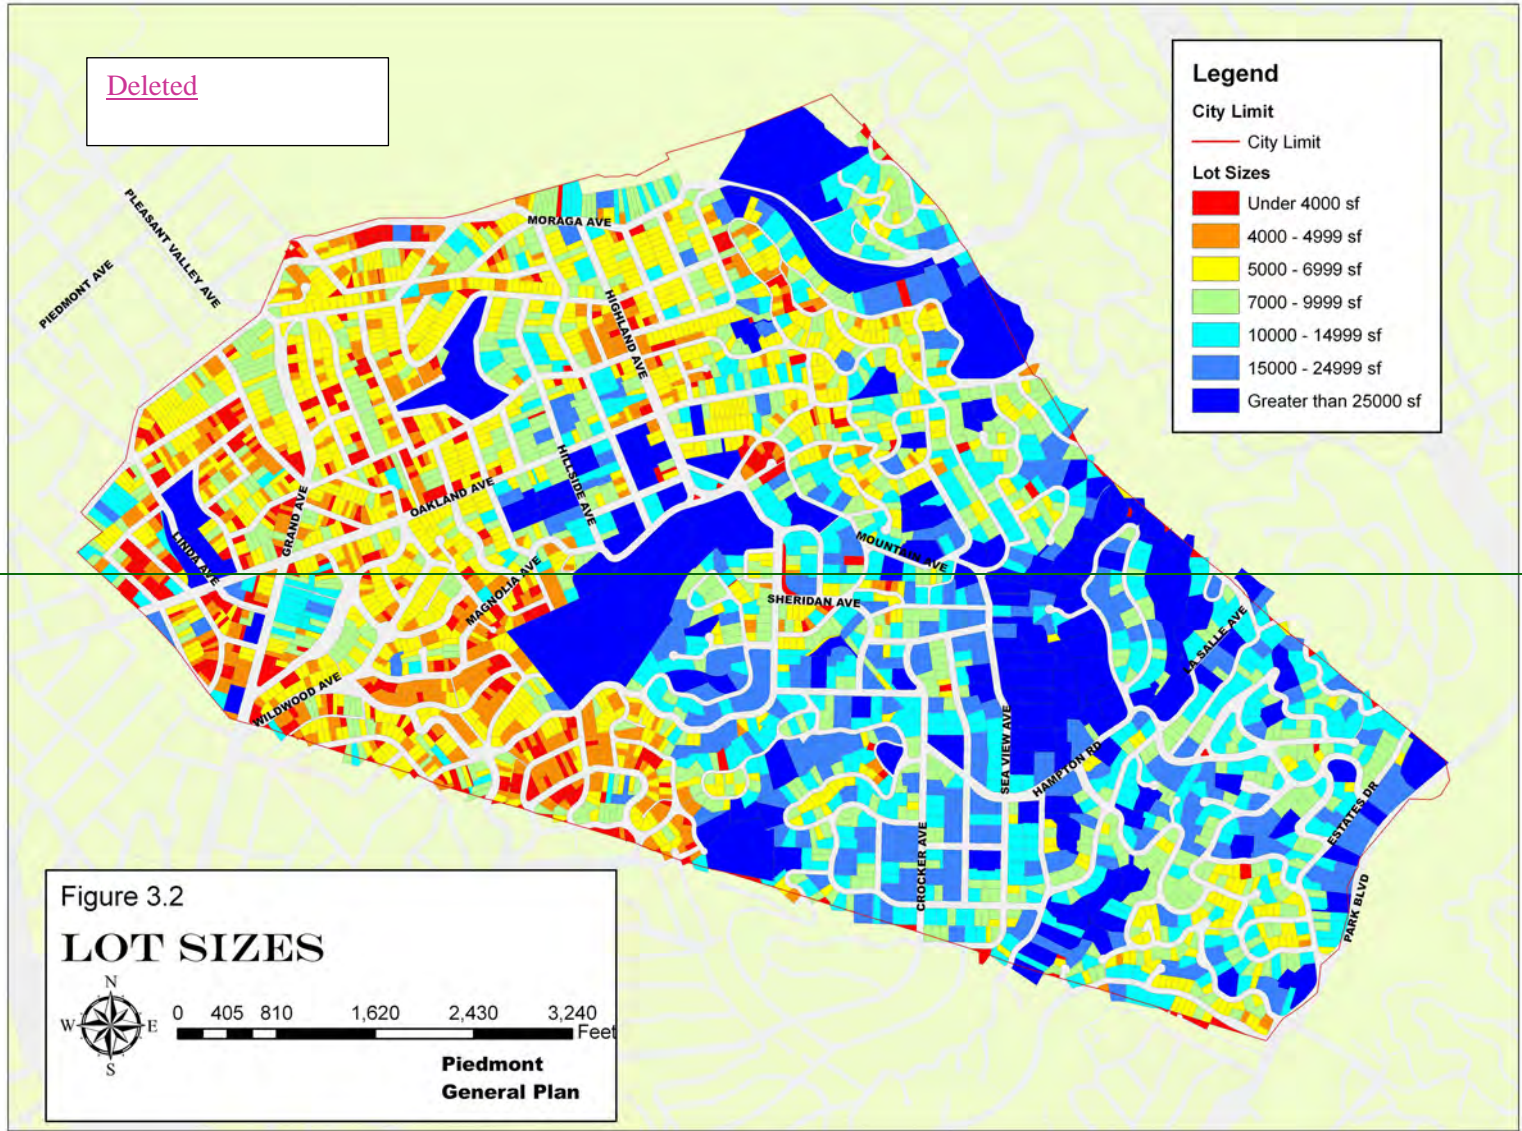 Deleted
Legend
City Limit
City Limit
Lot Sizes
Under 4000 sf
4000 - 4999 sf
5000 - 6999 sf
7000 - 9999 sf
10000 - 14999 sf
15000 - 24999 sf
Greater than 25000 sf
PLEASANT VALLEY AVE
PIEDMONT AVE
MORAGA AVE
HIGHLAND AVE
HILLSIDE AVE
OAKLAND AVE
GRAND AVE
LINDA AVE
MAGNOLIA AVE
MOUNTAIN AVE
SHERIDAN AVE
LA SALLE AVE
WILDWOOD AVE
SEA VIEW AVE
HAMPTON RD
CROCKER AVE
ESTATES DR
PARK BLVD
Figure 3.2
LOT SIZES
N
W E
S
0 405 810 1,620 2,430 3,240
Feet
Piedmont
General Plan